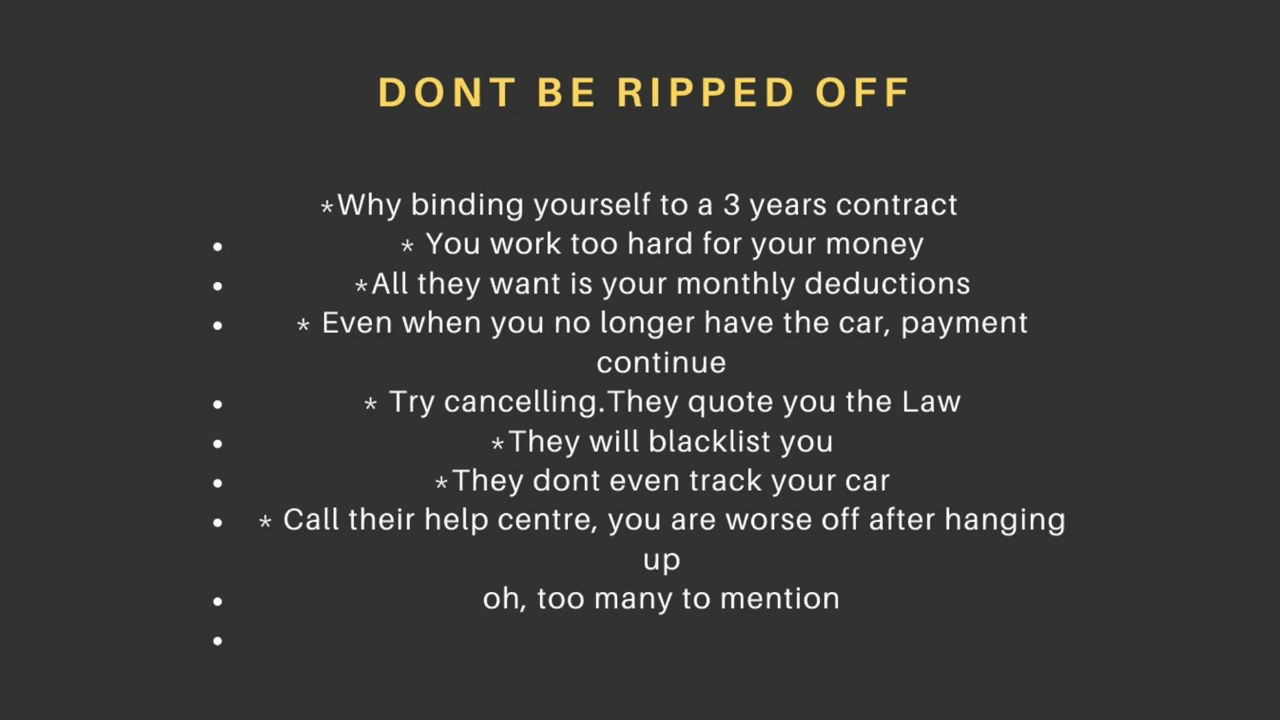 DONT BE RIPPED OFF
*Why binding yourself to a 3 years contract
• * You work too hard for your money
• *All they want is your monthly deductions
• * Even when you no longer have the car, payment
continue
• * Try cancelling.They quote you the Law
• *They will blacklist you
• *They dont even track your car
• * Call their help centre, you are worse off after hanging
up
• oh, too many to mention
•